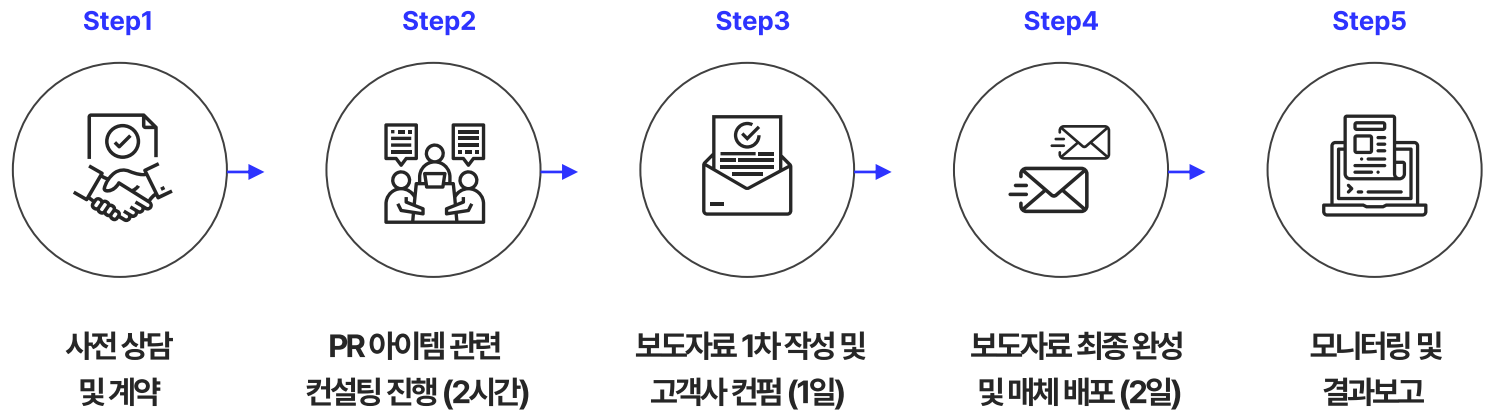 Step1
Step2
Step3
Step4
Step5
사전 상담
및 계약
PR 아이템 관련
컨설팅 진행 (2시간)
보도자료 1차 작성 및
고객사 컨펌 (1일)
보도자료 최종 완성
및 매체 배포 (2일)
모니터링 및
결과보고